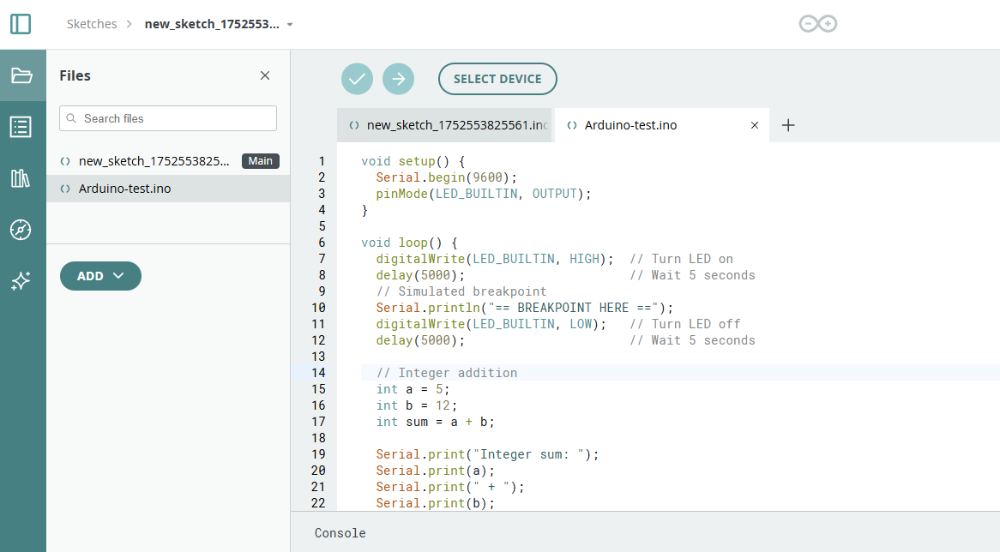 Sketches > new_sketch_1752553...
Files
Search files
new_sketch_1752553825... Main
Arduino-test.ino
ADD
SELECT DEVICE
new_sketch_1752553825561.ino Arduino-test.ino
1 void setup() {
2 Serial.begin(9600);
3 pinMode(LED_BUILTIN, OUTPUT);
4 }
5
6 void loop() {
7 digitalWrite(LED_BUILTIN, HIGH);  // Turn LED on
8 delay(5000);                      // Wait 5 seconds
9 // Simulated breakpoint
10 Serial.println("== BREAKPOINT HERE ==");
11 digitalWrite(LED_BUILTIN, LOW);   // Turn LED off
12 delay(5000);                      // Wait 5 seconds
13
14 // Integer addition
15 int a = 5;
16 int b = 12;
17 int sum = a + b;
18
19 Serial.print("Integer sum: ");
20 Serial.print(a);
21 Serial.print(" + ");
22 Serial.print(b);
Console